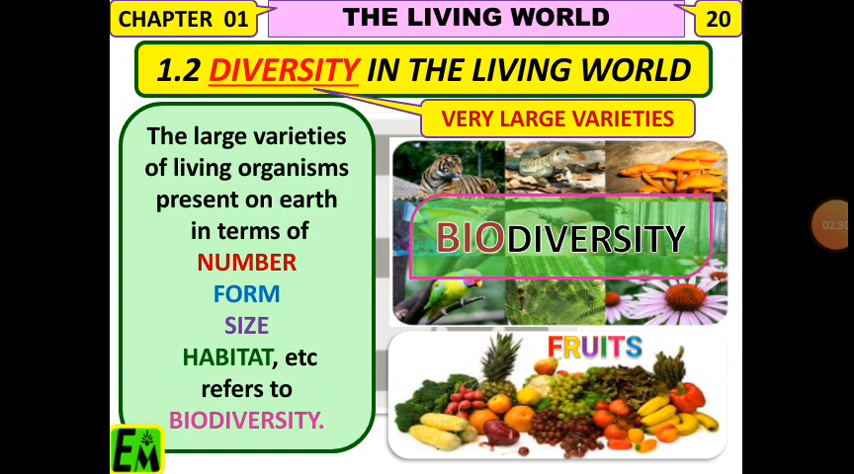 CHAPTER 01
THE LIVING WORLD
20
1.2 DIVERSITY IN THE LIVING WORLD
VERY LARGE VARIETIES
The large varieties
of living organisms
present on earth
in terms of
NUMBER
FORM
SIZE
HABITAT, etc
refers to
BIODIVERSITY.
BIODIVERSITY
FRUITS
EM
02:30